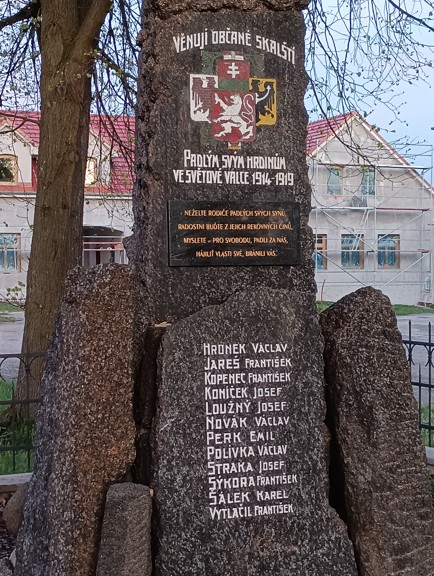 VĚNUJÍ OBČANÉ SKALŠTÍ
PADLÝM SVÝM HRDINŮM
VE SVĚTOVÉ VÁLCE 1914-1919
NEŽELTE RODIČE PADLÝCH SVÝCH SYNŮ,
RADOSTNI BUĎTE Z JEJICH REKOVNÝCH ČINŮ,
MYSLETE – PRO SVOBODU, PADLI ZA NÁS,
HÁJILI VLASTI SVÉ, BRÁNILI VÁS.
HRONEK VÁCLAV
JAREŠ FRANTIŠEK
KOPENEC FRANTIŠEK
KONÍČEK JOSEF
LOUŽNÝ JOSEF
NOVÁK VÁCLAV
PERK EMIL
POLÍVKA VÁCLAV
STRAKA JOSEF
SÝKORA FRANTIŠEK
ŠÁLEK KAREL
VYTLAČIL FRANTIŠEK